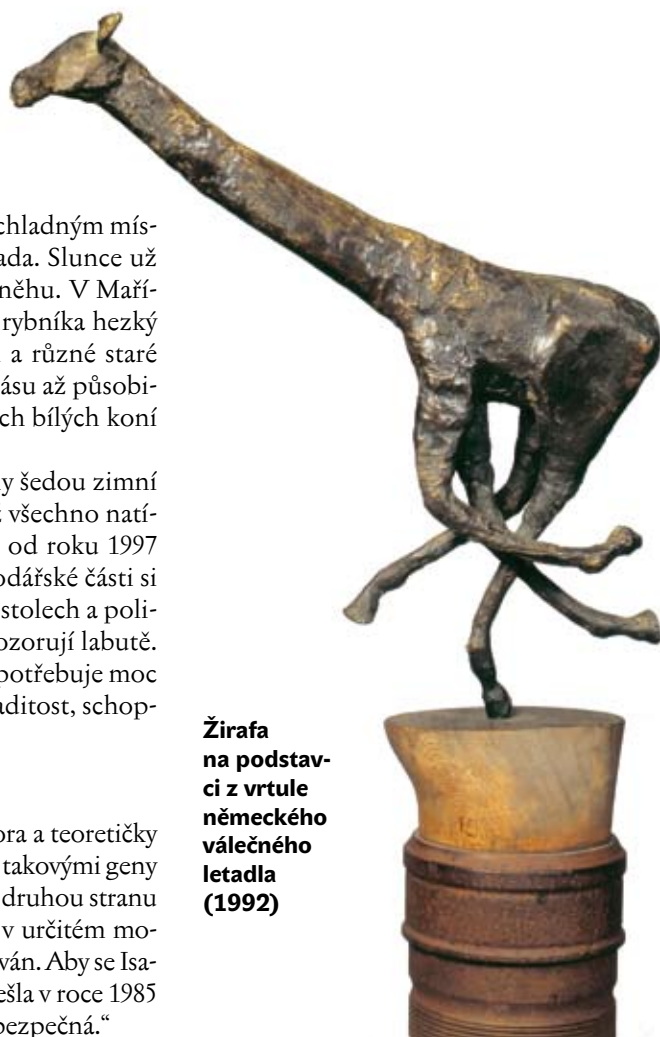 chladným mís-
ada. Slunce už
něhu. V Maří-
rybníka hezký
a různé staré
ásu až působi-
ch bílých koní
y šedou zimní
všechno natí-
od roku 1997
odářské části si
stolech a poli-
ozorují labutě.
potřebuje moc
aditost, schop-
ora a teoretičky
takovými geny
druhou stranu
v určitém mo-
ván. Aby se Isa-
ešla v roce 1985
bezpečná.“
Žirafa
na podstav-
ci z vrtule
německého
válečného
letadla
(1992)